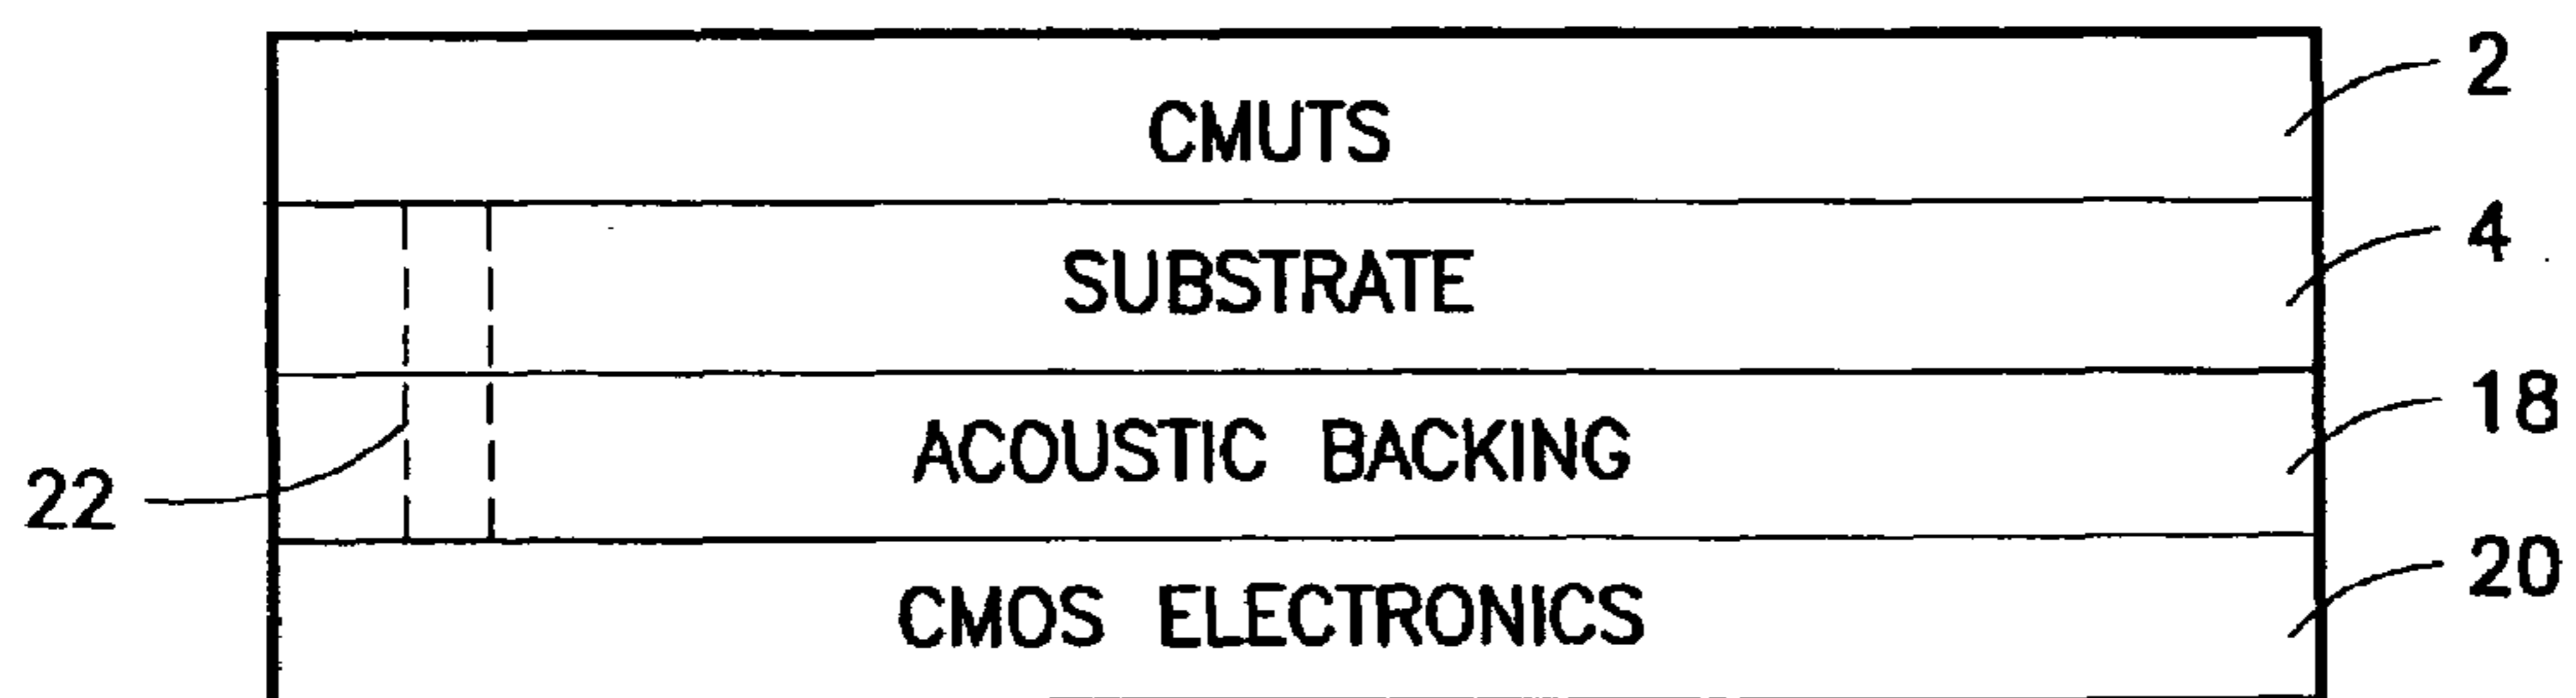 CMUTS
2
SUBSTRATE
4
ACOUSTIC BACKING
18
22
CMOS ELECTRONICS
20